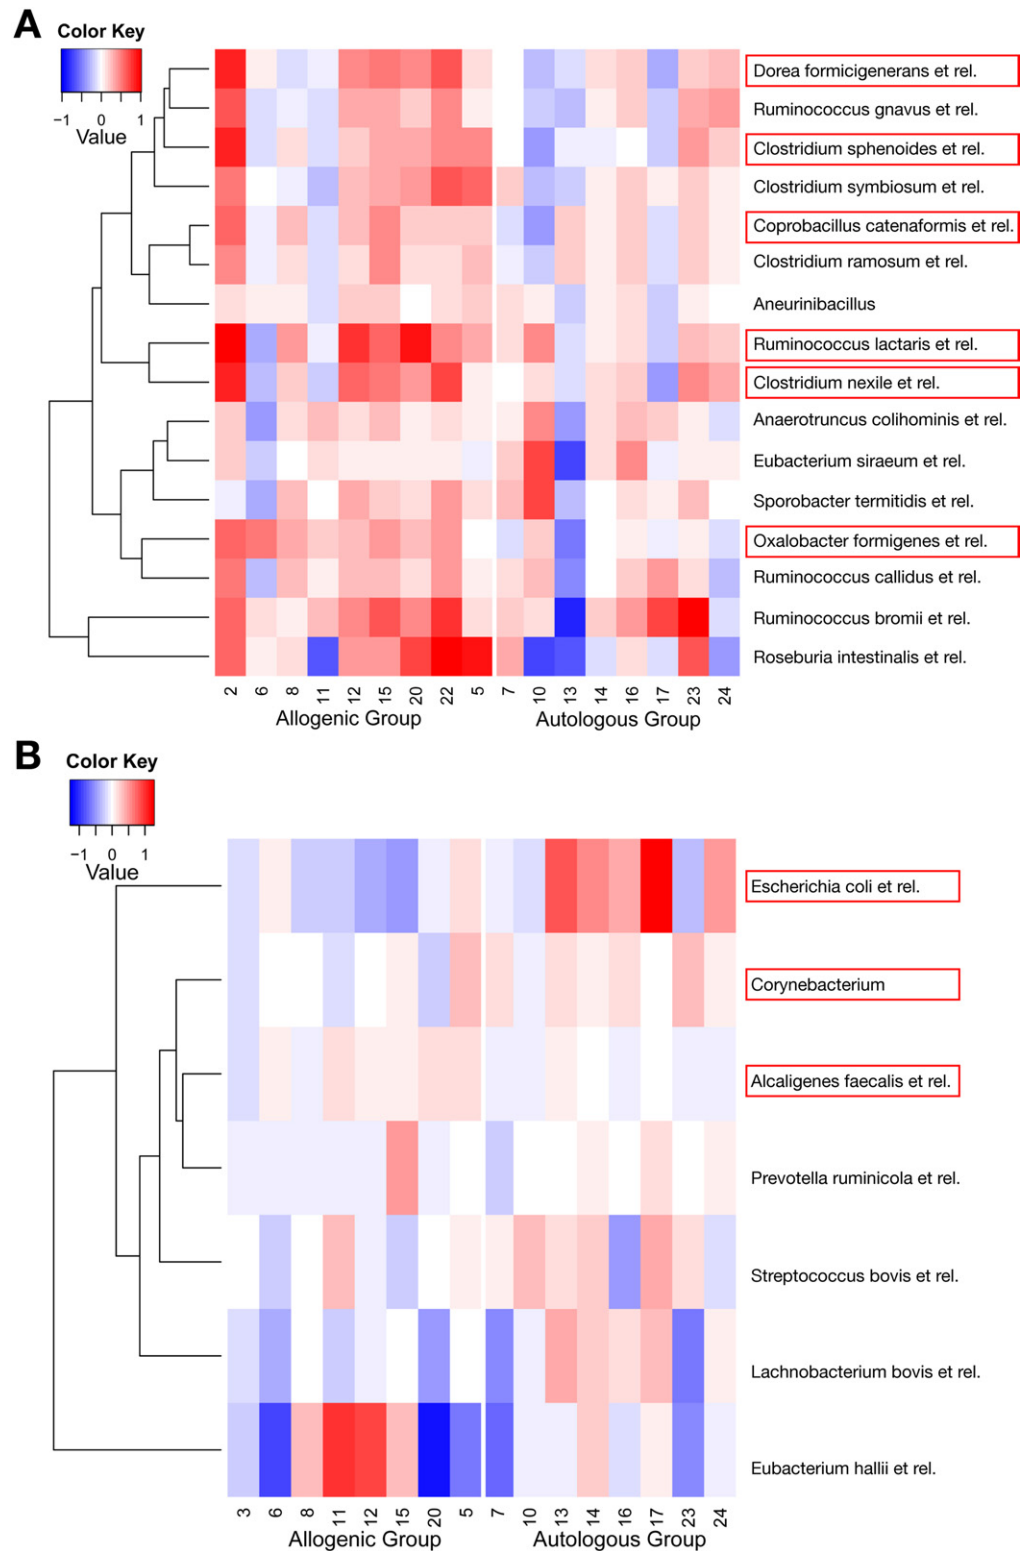 A
Color Key
−1 0 1
Value
Dorea formicigenerans et rel.
Ruminococcus gnavus et rel.
Clostridium sphenoides et rel.
Clostridium symbiosum et rel.
Coprobacillus catenaformis et rel.
Clostridium ramosum et rel.
Aneurinibacillus
Ruminococcus lactaris et rel.
Clostridium nexile et rel.
Anaerotruncus colihominis et rel.
Eubacterium siraeum et rel.
Sporobacter termitidis et rel.
Oxalobacter formigenes et rel.
Ruminococcus callidus et rel.
Ruminococcus bromii et rel.
Roseburia intestinalis et rel.
2 6 8 11 12 15 20 22 5 7 10 13 14 16 17 23 24
Allogenic Group Autologous Group
B
Color Key
−1 0 1
Value
Escherichia coli et rel.
Corynebacterium
Alcaligenes faecalis et rel.
Prevotella ruminicola et rel.
Streptococcus bovis et rel.
Lachnobacterium bovis et rel.
Eubacterium hallii et rel.
3 6 8 11 12 15 20 5 7 10 13 14 16 17 23 24
Allogenic Group Autologous Group